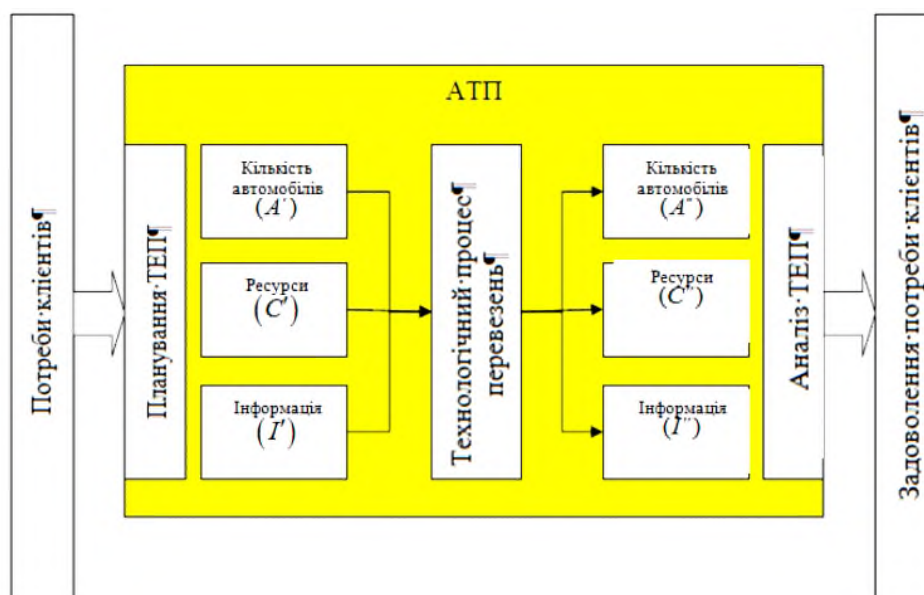 Потреби·клієнтів¶
АТП
Планування·ТЕП¶
Кількість
автомобілів
(A′)
Ресурси
(C′)
Інформація
(I′)
Технологічний·процес¶
перевезень¶
Кількість
автомобілів
(A″)
Ресурси
(C″)
Інформація
(I″)
Аналіз·ТЕП¶
Задоволення·потреби·клієнтів¶